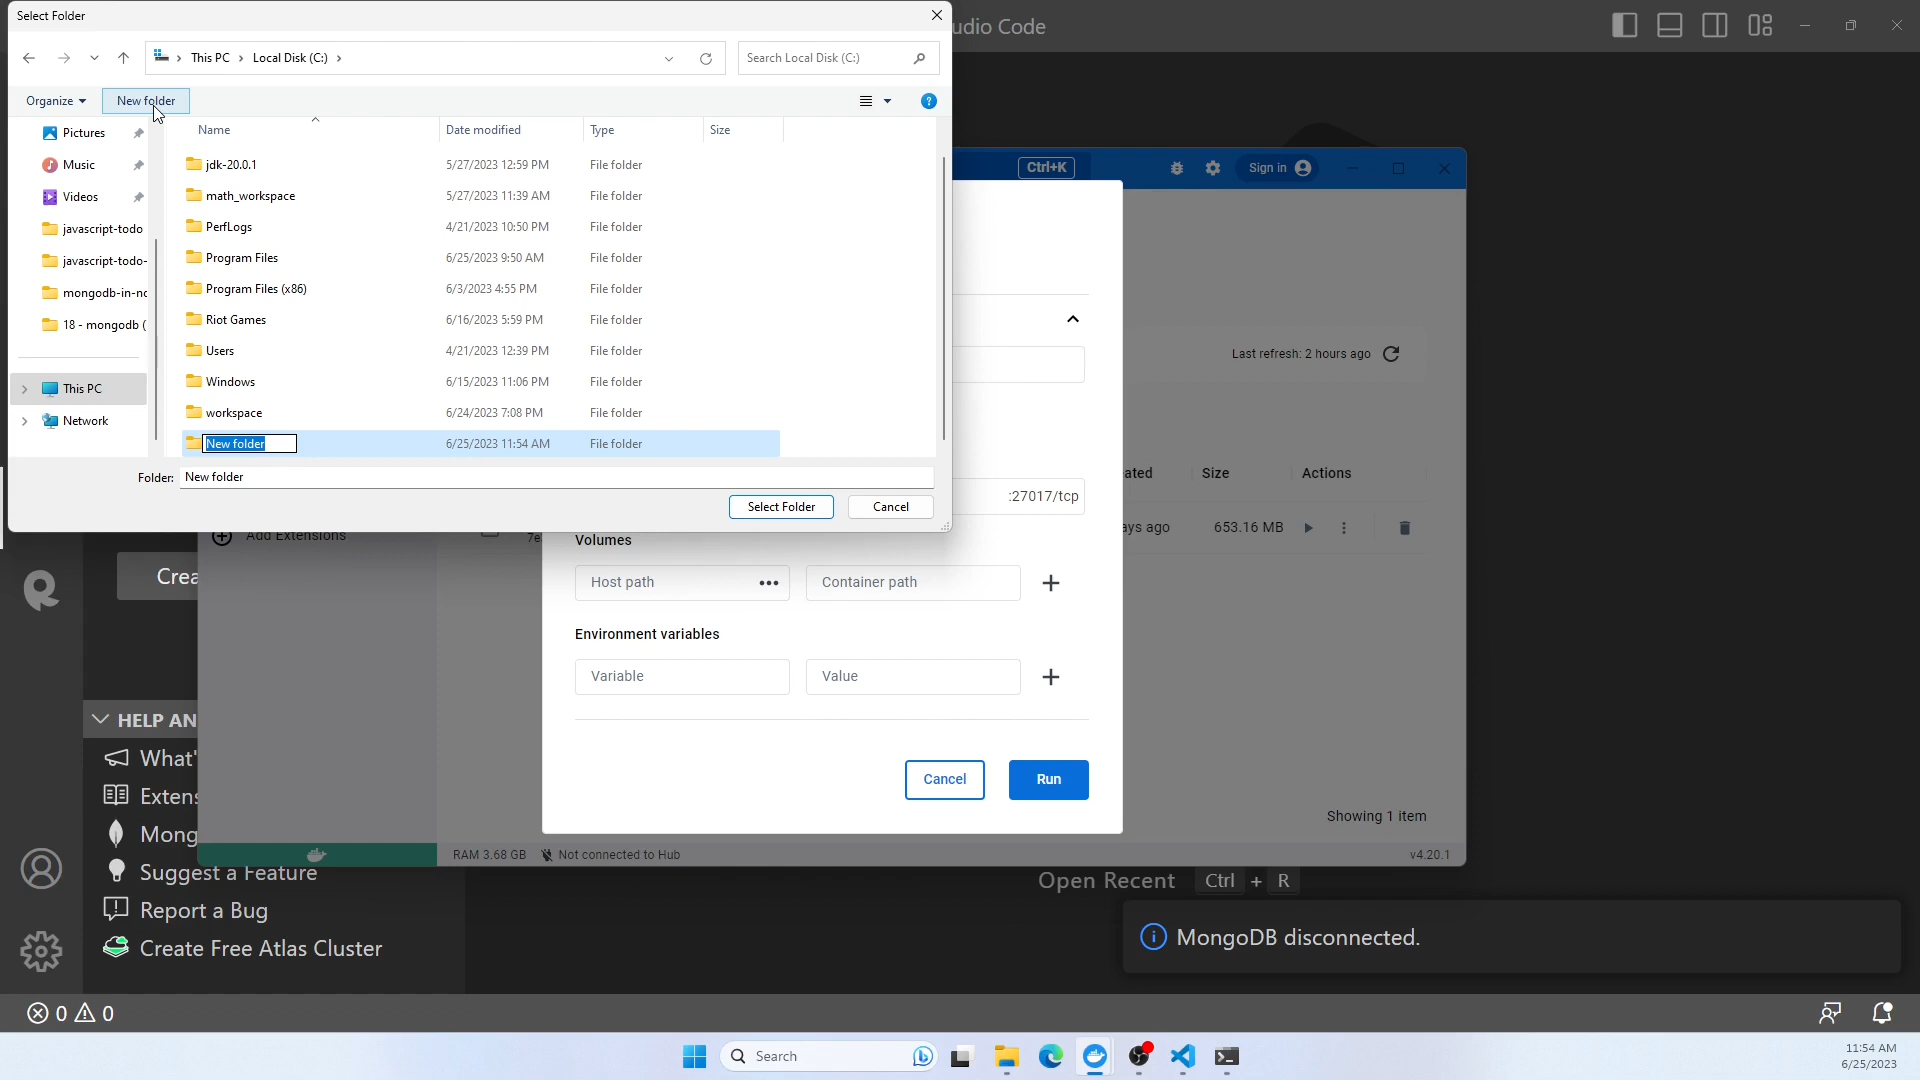 Select Folder
udio Code
This PC
Local Disk (C:)
Search Local Disk (C:)
Organize
New folder
Name
Date modified
Type
Size
Pictures
Music
Videos
javascript-todo
javascript-todo-
mongodb-in-no
18 - mongodb (
This PC
Network
jdk-20.0.1 5/27/2023 12:59 PM File folder
math_workspace 5/27/2023 11:39 AM File folder
PerfLogs 4/21/2023 10:50 PM File folder
Program Files 6/25/2023 9:50 AM File folder
Program Files (x86) 6/3/2023 4:55 PM File folder
Riot Games 6/16/2023 5:59 PM File folder
Users 4/21/2023 12:39 PM File folder
Windows 6/15/2023 11:06 PM File folder
workspace 6/24/2023 7:08 PM File folder
New folder 6/25/2023 11:54 AM File folder
Folder: New folder
Select Folder
Cancel
Ctrl+K
Sign in
Last refresh: 2 hours ago
ated
Size
Actions
:27017/tcp
ays ago
653.16 MB
Add Extensions
7e
Volumes
Host path
Container path
Environment variables
Variable
Value
Cancel
Run
Showing 1 item
RAM 3.68 GB
Not connected to Hub
v4.20.1
Crea
HELP AN
What'
Extens
Mong
Suggest a Feature
Report a Bug
Create Free Atlas Cluster
Open Recent Ctrl + R
MongoDB disconnected.
0
0
Search
11:54 AM
6/25/2023